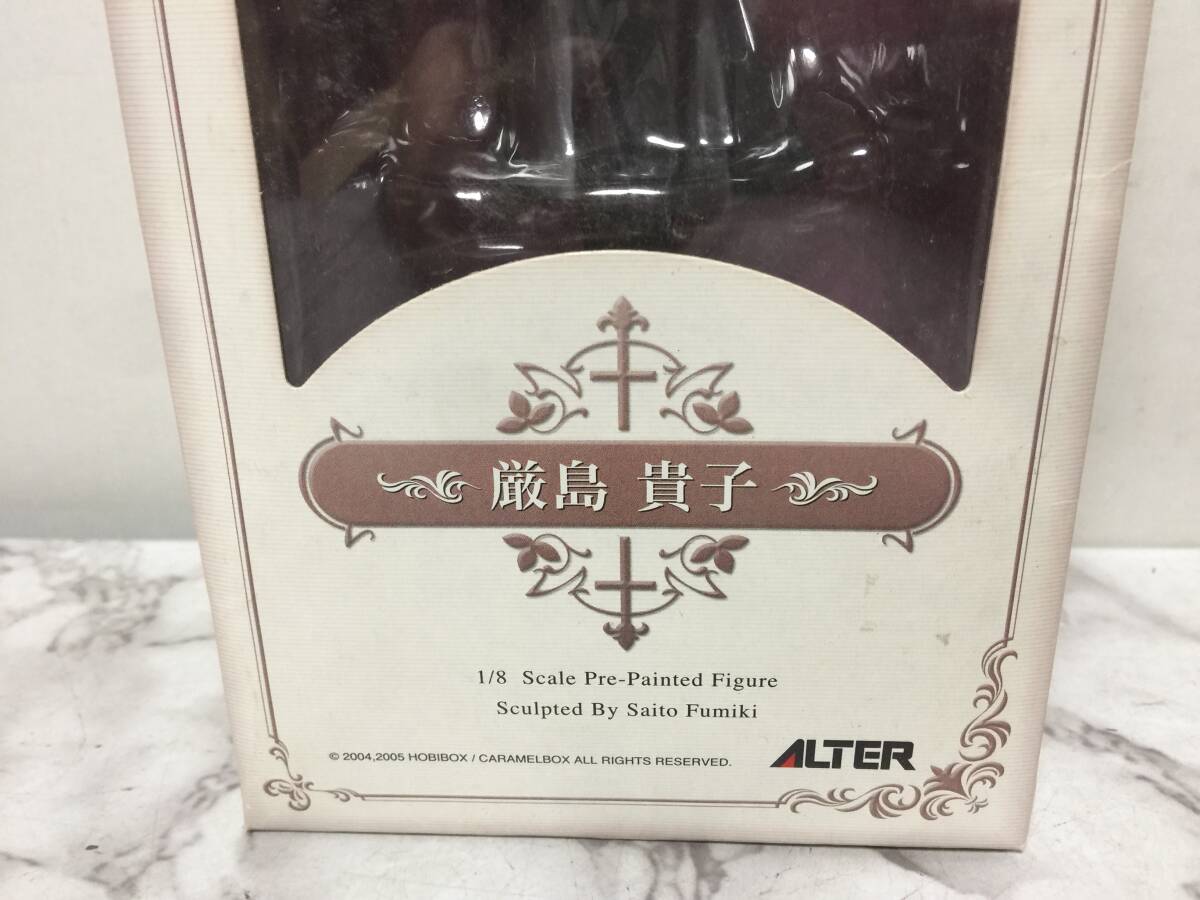 厳島 貴子
1/8 Scale Pre-Painted Figure
Sculpted By Saito Fumiki
© 2004,2005 HOBIBOX / CARAMELBOX ALL RIGHTS RESERVED.
ALTER